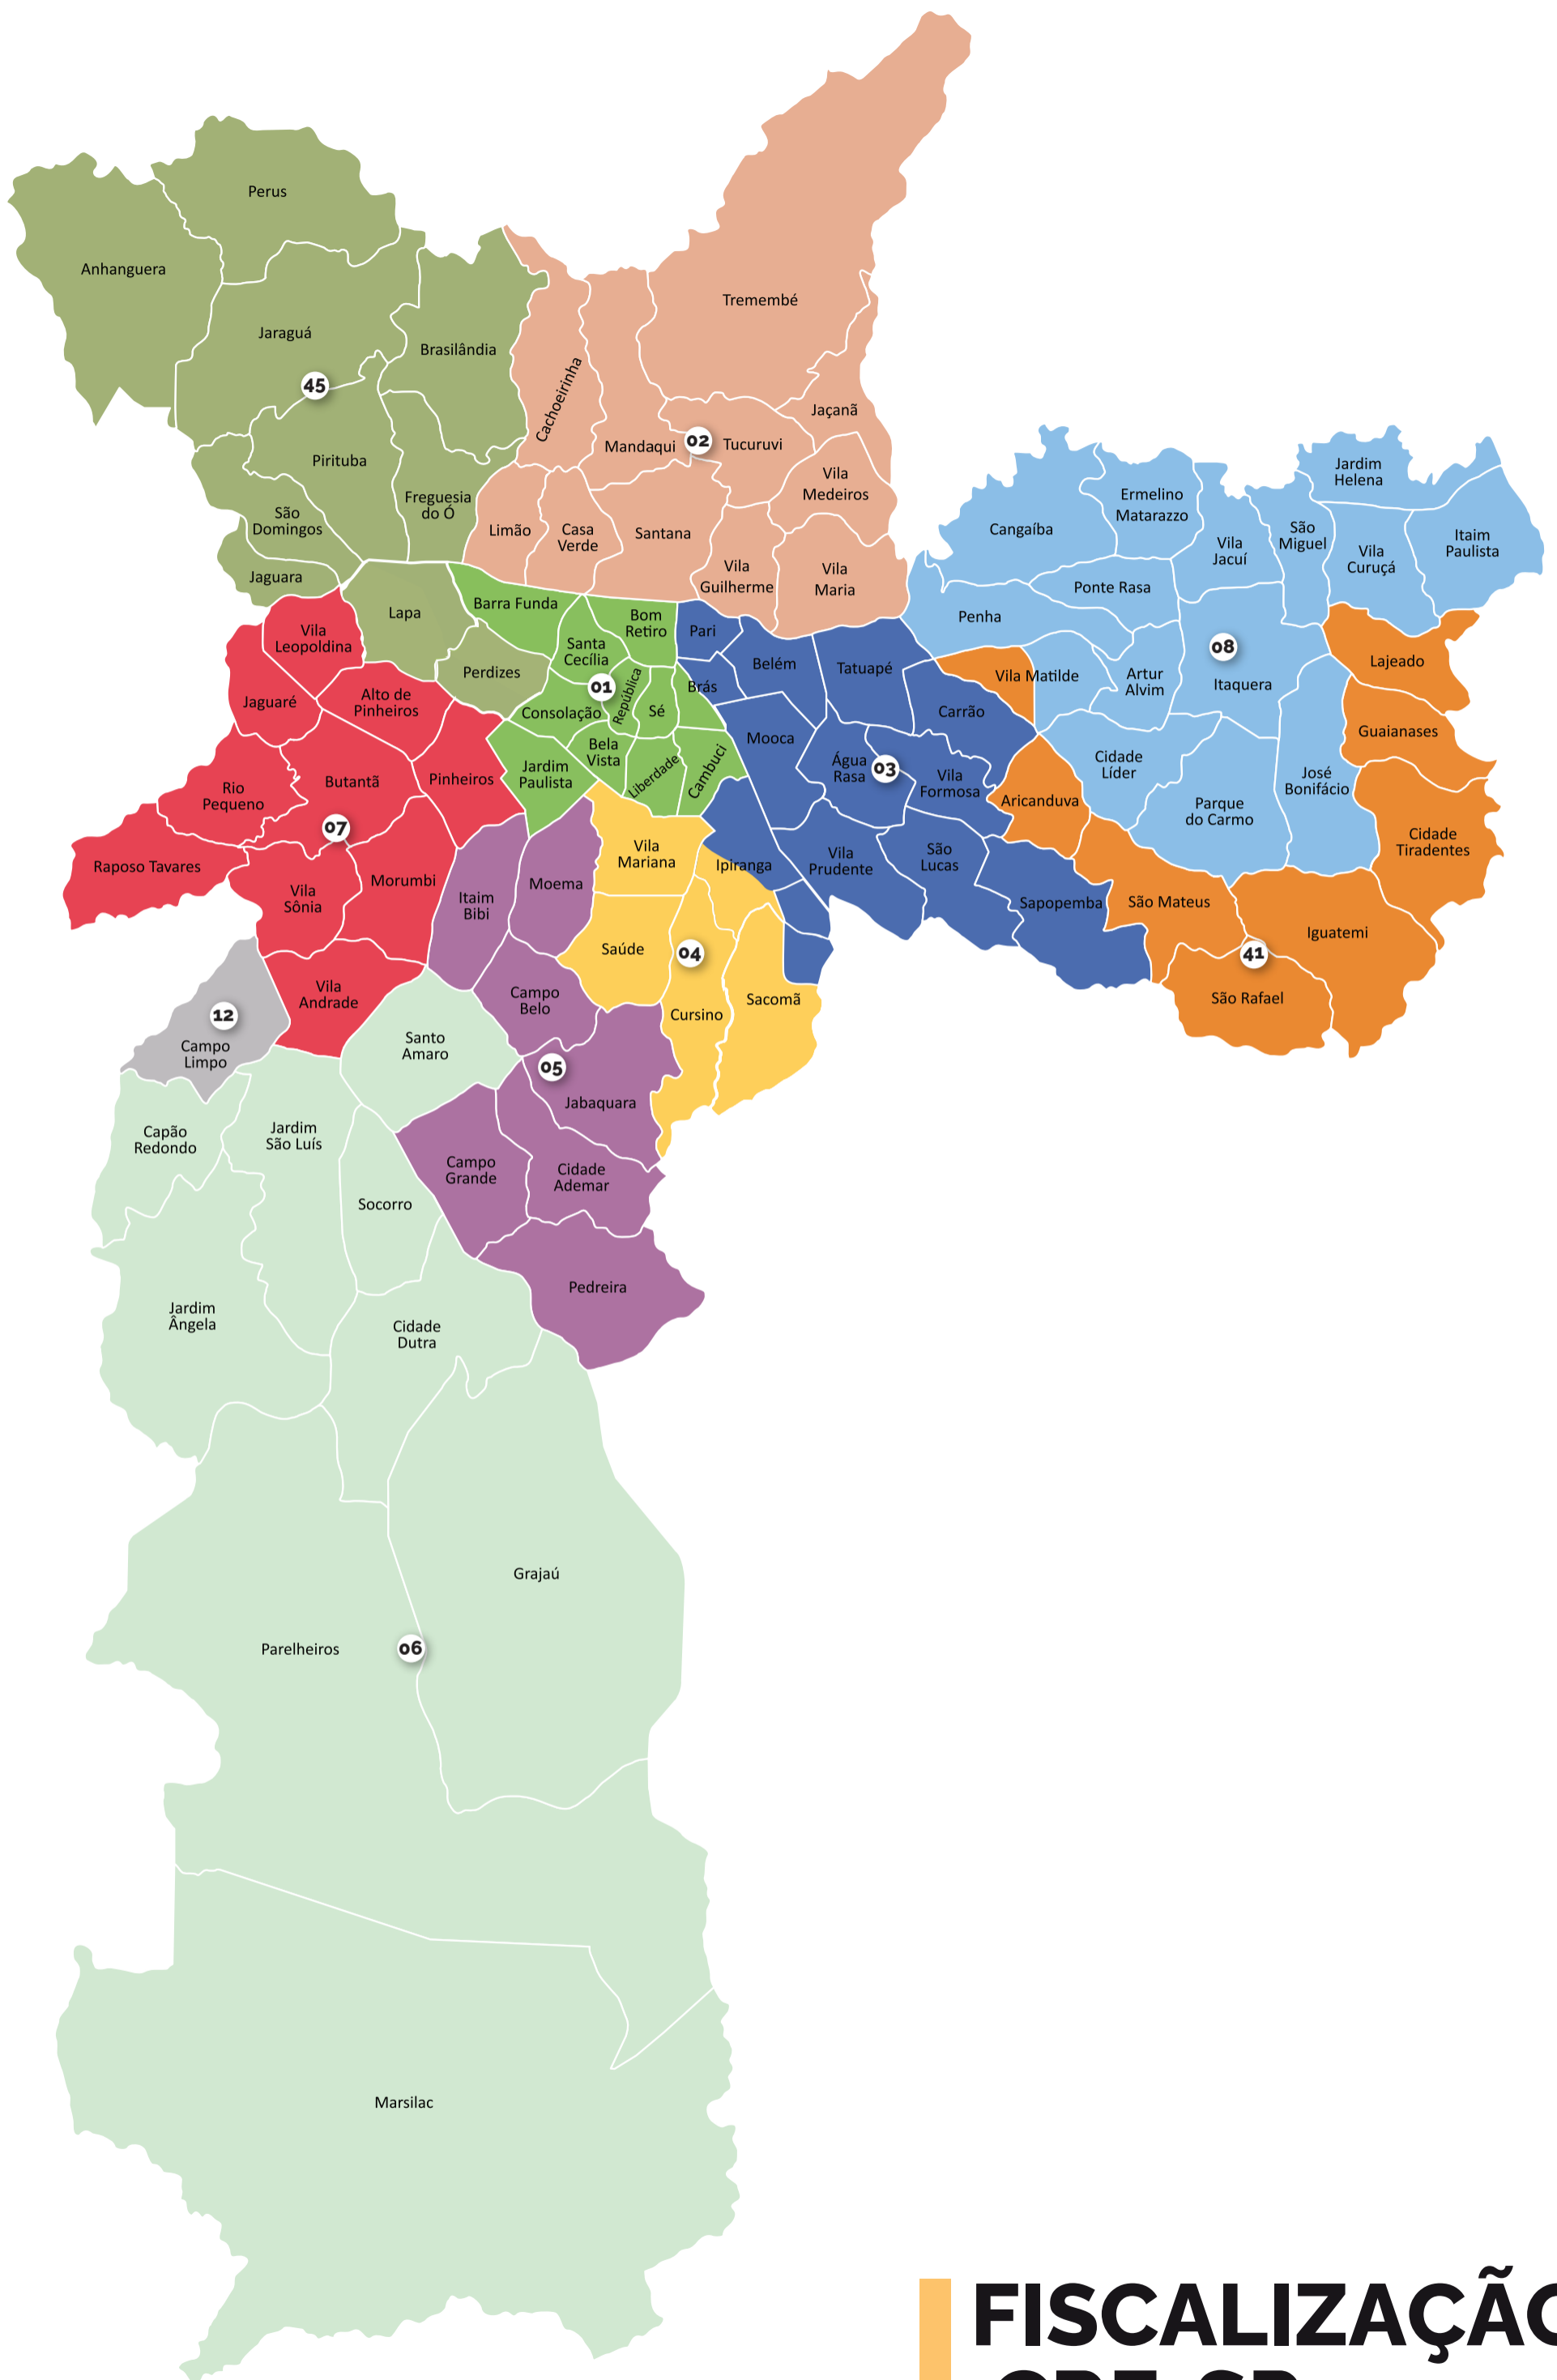 Perus
Anhanguera
Tremembé
Jaraguá
Brasilândia
45
Cachoeirinha
Jaçanã
Mandaqui
02
Tucuruvi
Pirituba
Vila
Medeiros
Jardim
Helena
Freguesia
do Ó
Ermelino
Matarazzo
São
Domingos
Limão
Casa
Verde
Santana
Cangaíba
Vila
Jacuí
São
Miguel
Vila
Curuçá
Itaim
Paulista
Jaguara
Vila
Guilherme
Vila
Maria
Ponte Rasa
Lapa
Barra Funda
Bom
Retiro
Pari
Penha
Vila
Leopoldina
Santa
Cecília
08
Perdizes
01
República
Brás
Belém
Tatuapé
Vila Matilde
Artur
Alvim
Itaquera
Lajeado
Jaguaré
Alto de
Pinheiros
Consolação
Sé
Carrão
Guaianases
Mooca
Bela
Vista
Rio
Pequeno
Butantã
Pinheiros
Jardim
Paulista
Liberdade
Cambuci
Água
Rasa
03
Vila
Formosa
Cidade
Líder
José
Bonifácio
Aricanduva
Parque
do Carmo
07
Cidade
Tiradentes
Raposo Tavares
Vila
Sônia
Morumbi
Itaim
Bibi
Moema
Vila
Mariana
Ipiranga
Vila
Prudente
São
Lucas
Sapopemba
São Mateus
Iguatemi
Saúde
04
41
Vila
Andrade
Campo
Belo
Sacomã
São Rafael
12
Campo
Limpo
Santo
Amaro
Cursino
05
Jabaquara
Capão
Redondo
Jardim
São Luís
Campo
Grande
Cidade
Ademar
Socorro
Pedreira
Jardim
Ângela
Cidade
Dutra
Grajaú
Parelheiros
06
Marsilac
FISCALIZAÇÃO